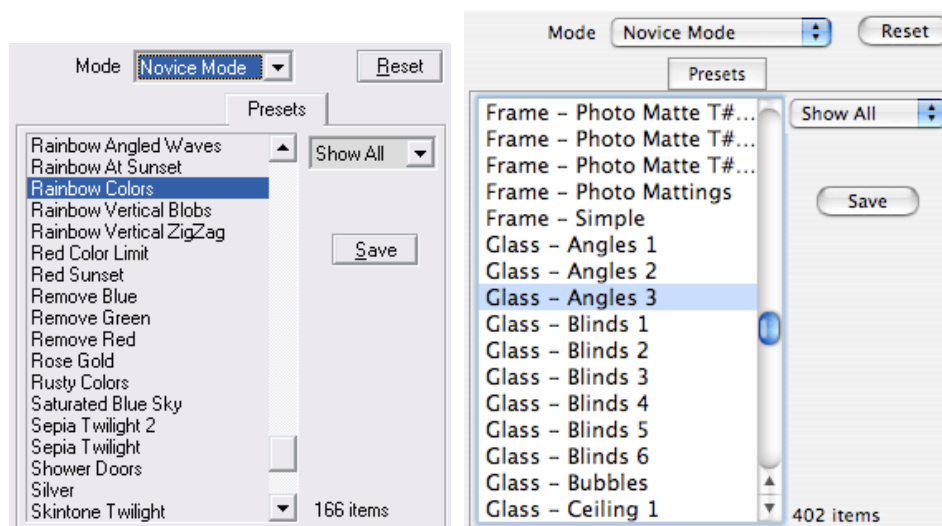 Mode Novice Mode Reset
Presets
Rainbow Angled Waves
Rainbow At Sunset
Rainbow Colors
Rainbow Vertical Blobs
Rainbow Vertical ZigZag
Red Color Limit
Red Sunset
Remove Blue
Remove Green
Remove Red
Rose Gold
Rusty Colors
Saturated Blue Sky
Sepia Twilight 2
Sepia Twilight
Shower Doors
Silver
Skintone Twilight
Show All
Save
166 items
Mode Novice Mode Reset
Presets
Frame – Photo Matte T#...
Frame – Photo Matte T#...
Frame – Photo Matte T#...
Frame – Photo Mattings
Frame – Simple
Glass – Angles 1
Glass – Angles 2
Glass – Angles 3
Glass – Blinds 1
Glass – Blinds 2
Glass – Blinds 3
Glass – Blinds 4
Glass – Blinds 5
Glass – Blinds 6
Glass – Bubbles
Glass – Ceiling 1
Show All
Save
402 items